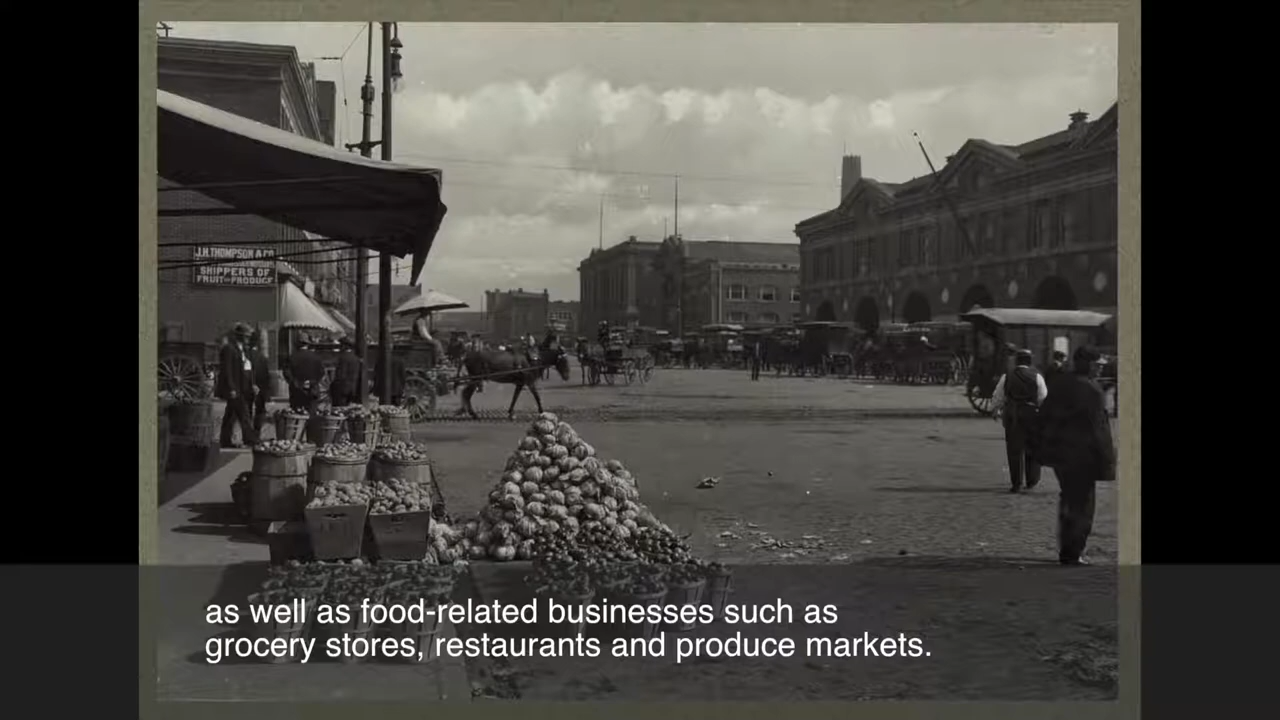 J.H. THOMPSON & CO.
SHIPPERS OF
FRUIT AND PRODUCE
as well as food-related businesses such as
grocery stores, restaurants and produce markets.